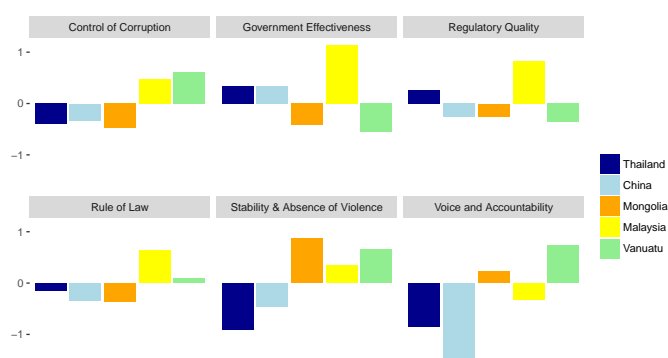 Control of Corruption
Government Effectiveness
Regulatory Quality
1
0
−1
Rule of Law
Stability & Absence of Violence
Voice and Accountability
1
0
−1
Thailand
China
Mongolia
Malaysia
Vanuatu